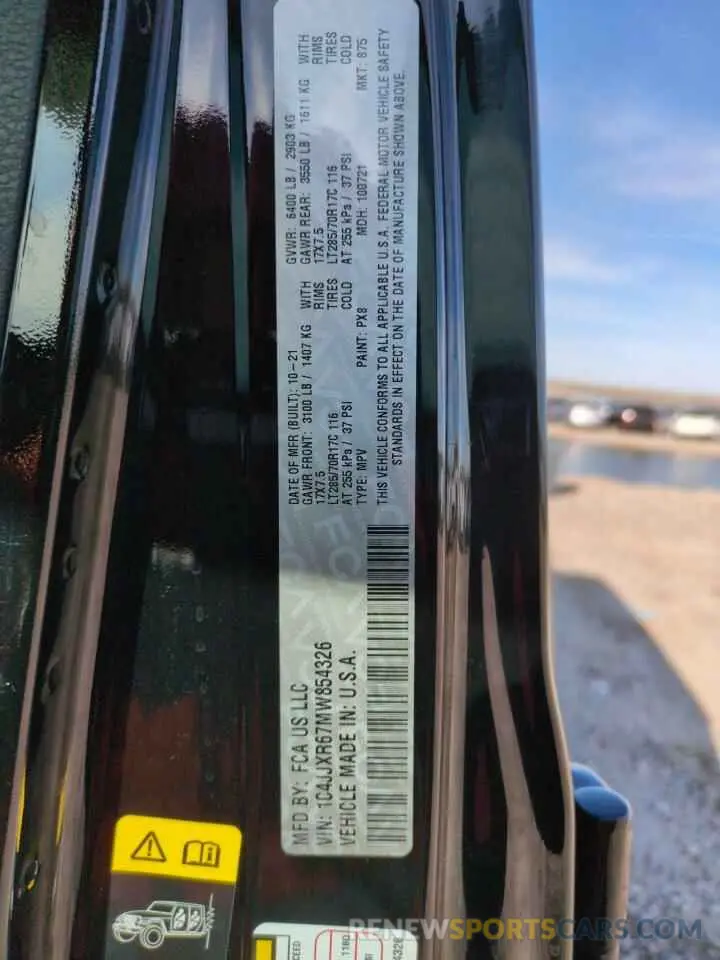 MFD BY: FCA US LLC
VIN: 1C4JJXR67MW854326
VEHICLE MADE IN: U.S.A.
DATE OF MFR (BUILT): 10-21 GVWR: 6400 LB / 2903 KG
GAWR FRONT: 3100 LB / 1407 KG WITH GAWR REAR: 3550 LB / 1611 KG WITH
17X7.5 RIMS 17X7.5 RIMS
LT285/70R17C 116 TIRES LT285/70R17C 116 TIRES
AT 255 kPa / 37 PSI COLD AT 255 kPa / 37 PSI COLD
TYPE: MPV PAINT: PX8 MDH: 108721 MKT: 875
THIS VEHICLE CONFORMS TO ALL APPLICABLE U.S.A. FEDERAL MOTOR VEHICLE SAFETY
STANDARDS IN EFFECT ON THE DATE OF MANUFACTURE SHOWN ABOVE.
RENEWSPORTSCARS.COM